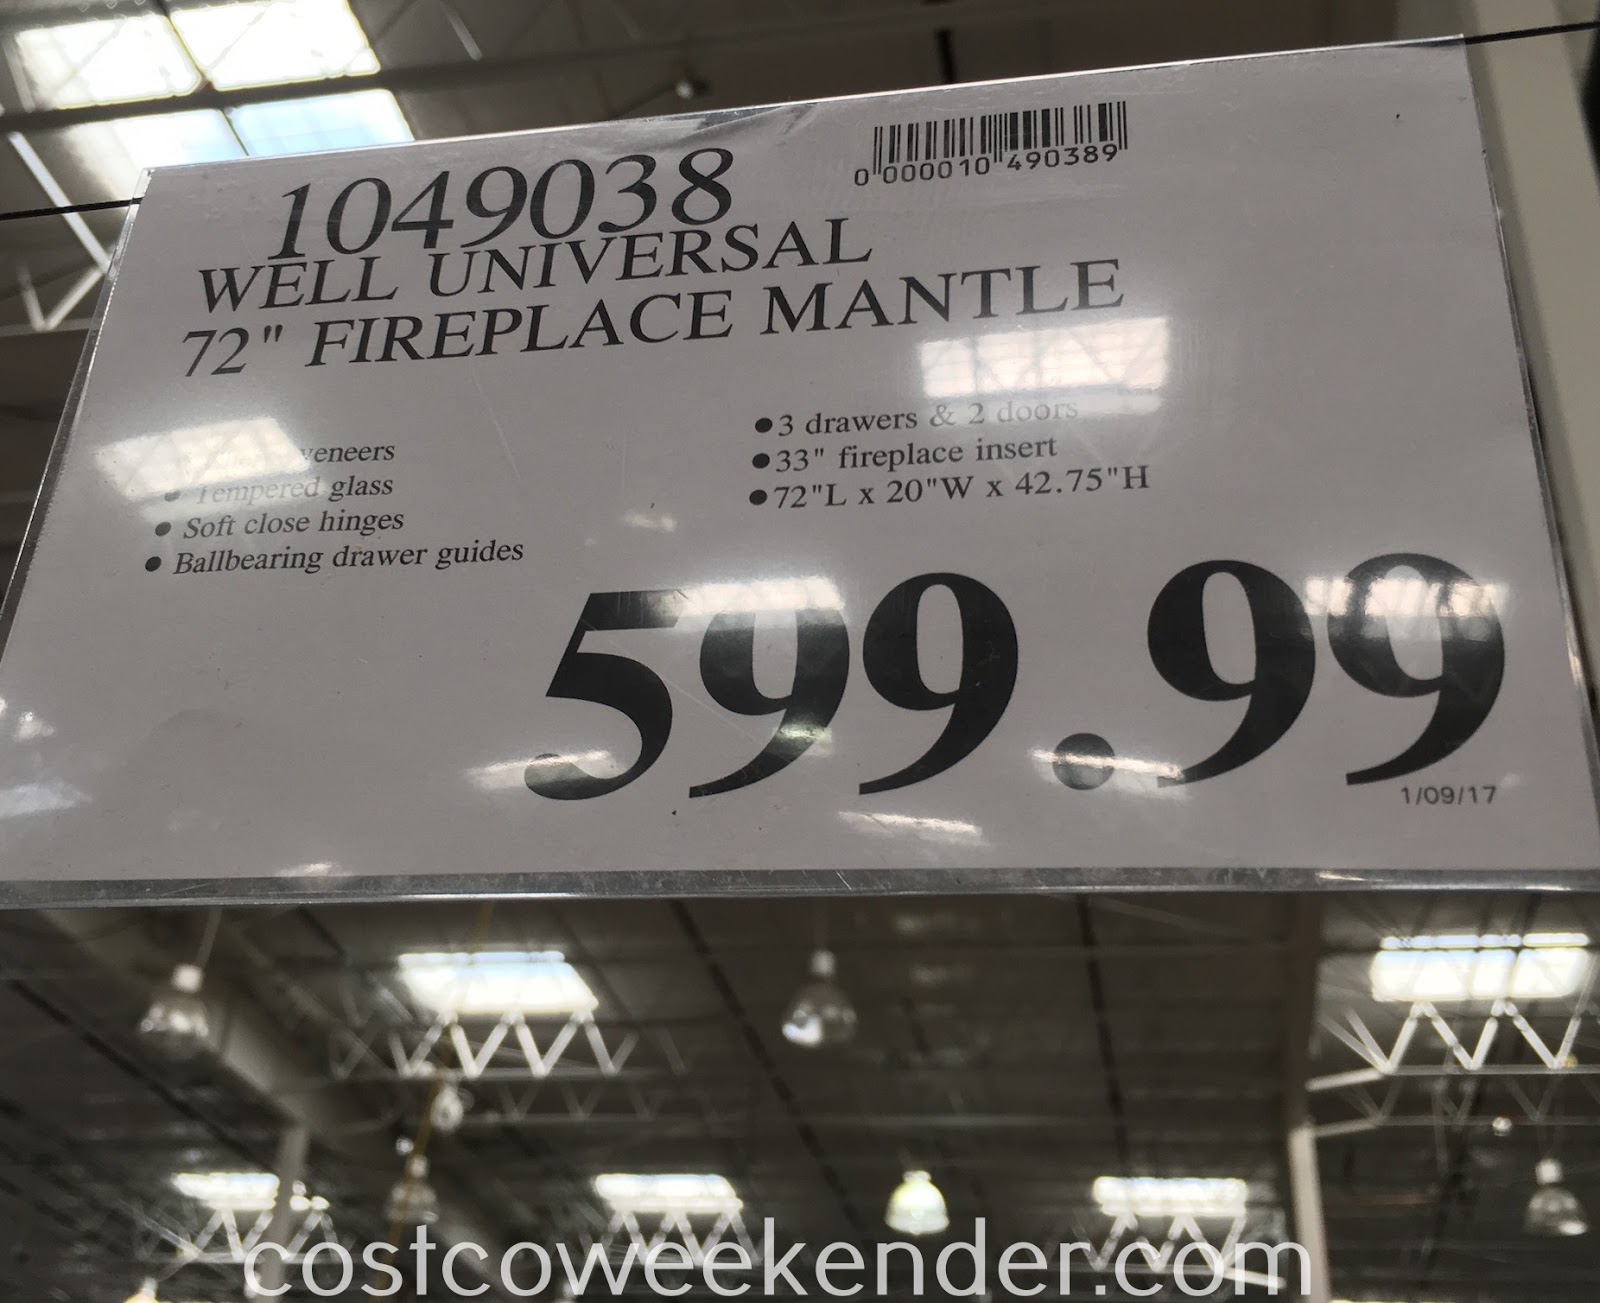 1049038
0 000010 490389
WELL UNIVERSAL
72" FIREPLACE MANTLE
veneers
● Tempered glass
● Soft close hinges
● Ballbearing drawer guides
●3 drawers & 2 doors
●33" fireplace insert
●72"L x 20"W x 42.75"H
599.99
1/09/17
costcoweekender.com